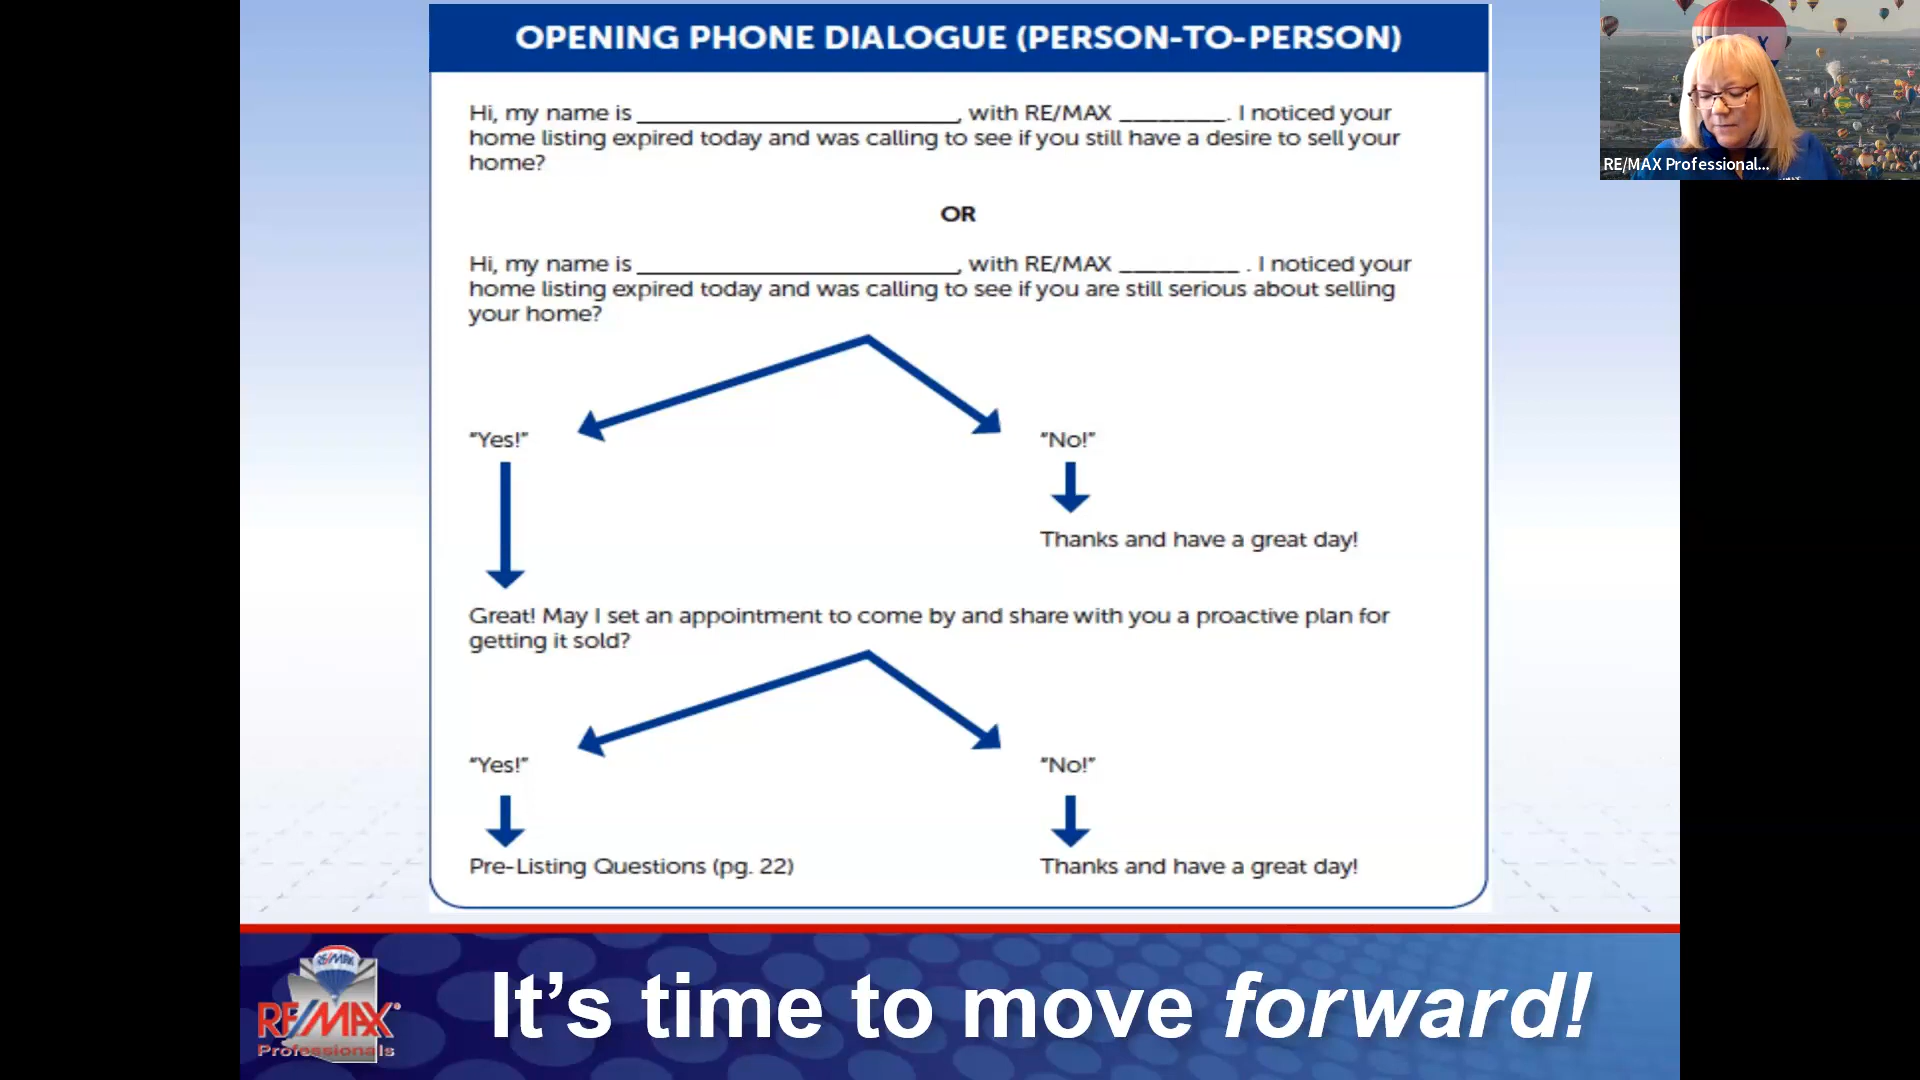 OPENING PHONE DIALOGUE (PERSON-TO-PERSON)
Hi, my name is __________________________, with RE/MAX _________. I noticed your
home listing expired today and was calling to see if you still have a desire to sell your
home?
OR
Hi, my name is __________________________, with RE/MAX __________ . I noticed your
home listing expired today and was calling to see if you are still serious about selling
your home?
“Yes!”
“No!”
Thanks and have a great day!
Great! May I set an appointment to come by and share with you a proactive plan for
getting it sold?
“Yes!”
“No!”
Pre-Listing Questions (pg. 22)
Thanks and have a great day!
RE/MAX Professional...
RE/MAX
RE/MAX
Professionals
It’s time to move forward!